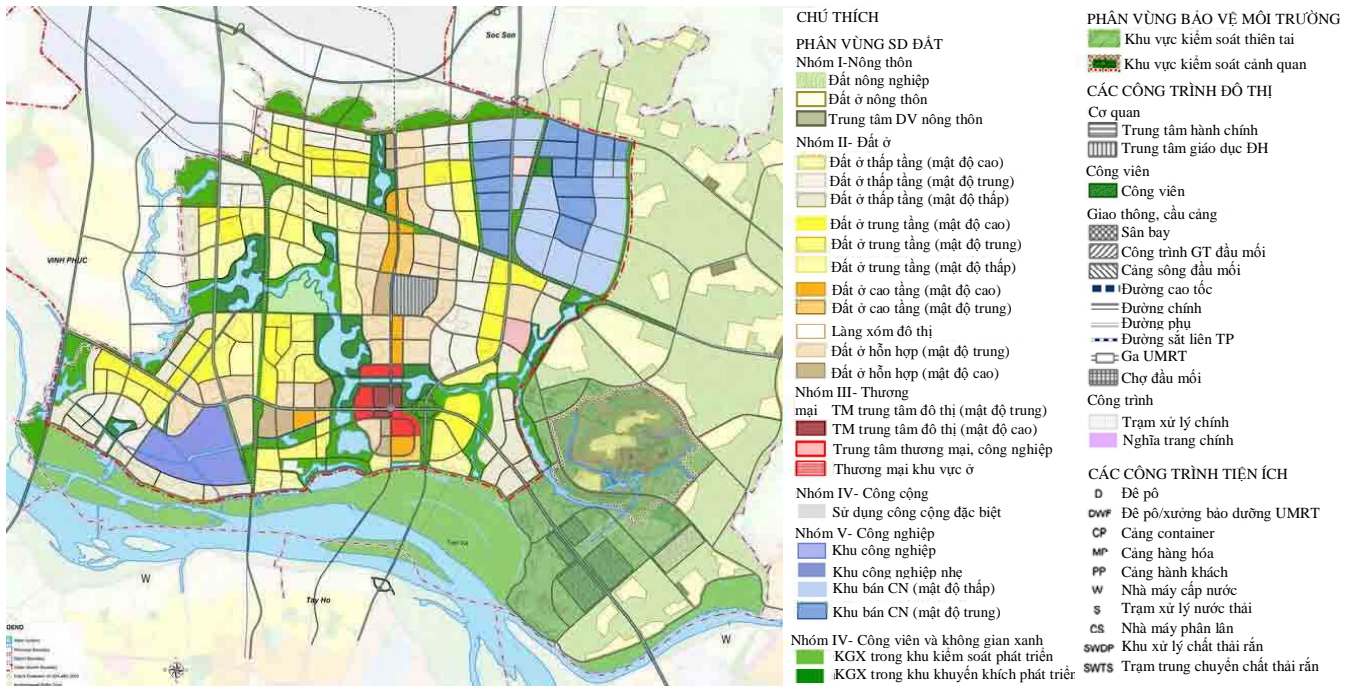 Soc Son
VINH PHUC
Tam xa
Tay Ho
W
W
CHÚ THÍCH
PHÂN VÙNG SD ĐẤT
Nhóm I-Nông thôn
Đất nông nghiệp
Đất ở nông thôn
Trung tâm DV nông thôn
Nhóm II- Đất ở
Đất ở thấp tầng (mật độ cao)
Đất ở thấp tầng (mật độ trung)
Đất ở thấp tầng (mật độ thấp)
Đất ở trung tầng (mật độ cao)
Đất ở trung tầng (mật độ trung)
Đất ở trung tầng (mật độ thấp)
Đất ở cao tầng (mật độ cao)
Đất ở cao tầng (mật độ trung)
Làng xóm đô thị
Đất ở hỗn hợp (mật độ trung)
Đất ở hỗn hợp (mật độ cao)
Nhóm III- Thương
mại TM trung tâm đô thị (mật độ trung)
TM trung tâm đô thị (mật độ cao)
Trung tâm thương mại, công nghiệp
Thương mại khu vực ở
Nhóm IV- Công cộng
Sử dụng công cộng đặc biệt
Nhóm V- Công nghiệp
Khu công nghiệp
Khu công nghiệp nhẹ
Khu bán CN (mật độ thấp)
Khu bán CN (mật độ trung)
Nhóm IV- Công viên và không gian xanh
KGX trong khu kiểm soát phát triển
KGX trong khu khuyến khích phát triển
PHÂN VÙNG BẢO VỆ MÔI TRƯỜNG
Khu vực kiểm soát thiên tai
Khu vực kiểm soát cảnh quan
CÁC CÔNG TRÌNH ĐÔ THỊ
Cơ quan
Trung tâm hành chính
Trung tâm giáo dục ĐH
Công viên
Công viên
Giao thông, cầu cảng
Sân bay
Công trình GT đầu mối
Cảng sông đầu mối
Đường cao tốc
Đường chính
Đường phụ
Đường sắt liên TP
Ga UMRT
Chợ đầu mối
Công trình
Trạm xử lý chính
Nghĩa trang chính
CÁC CÔNG TRÌNH TIỆN ÍCH
D Đê pô
DWF Đê pô/xưởng bảo dưỡng UMRT
CP Cảng container
MP Cảng hàng hóa
PP Cảng hành khách
W Nhà máy cấp nước
S Trạm xử lý nước thải
CS Nhà máy phân lân
SWDP Khu xử lý chất thải rắn
SWTS Trạm trung chuyển chất thải rắn